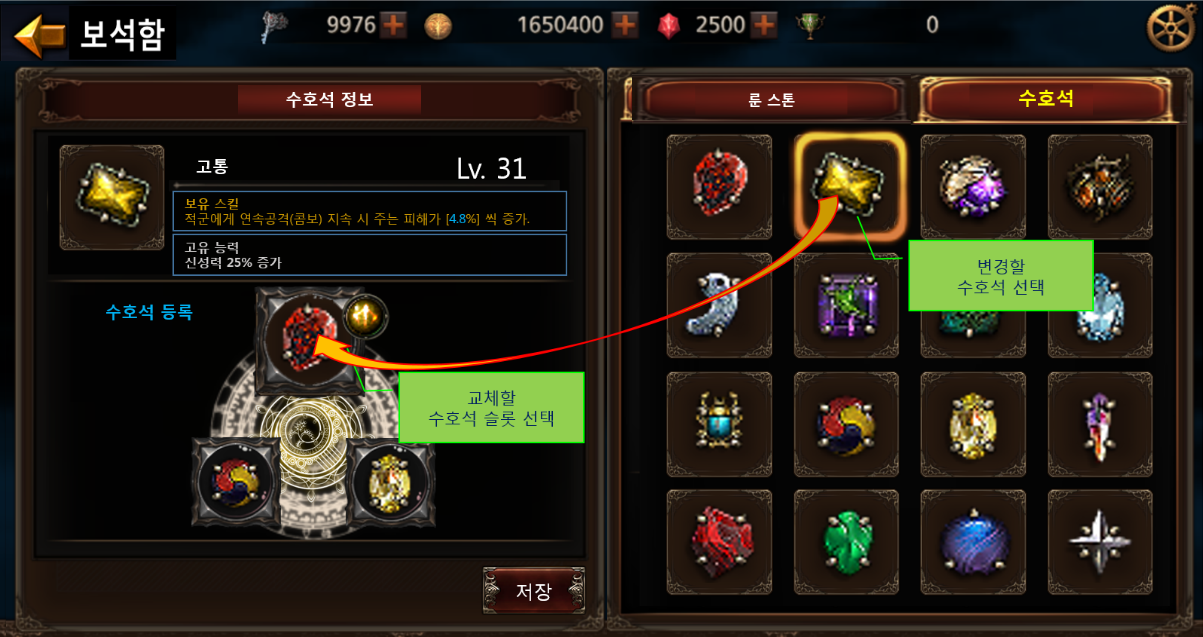 보석함
9976
1650400
2500
0
수호석 정보
고통
Lv. 31
보유 스킬
적군에게 연속공격(콤보) 지속 시 주는 피해가 [4.8%] 씩 증가.
고유 능력
신성력 25% 증가
수호석 등록
교체할
수호석 슬롯 선택
저장
룬 스톤
수호석
변경할
수호석 선택